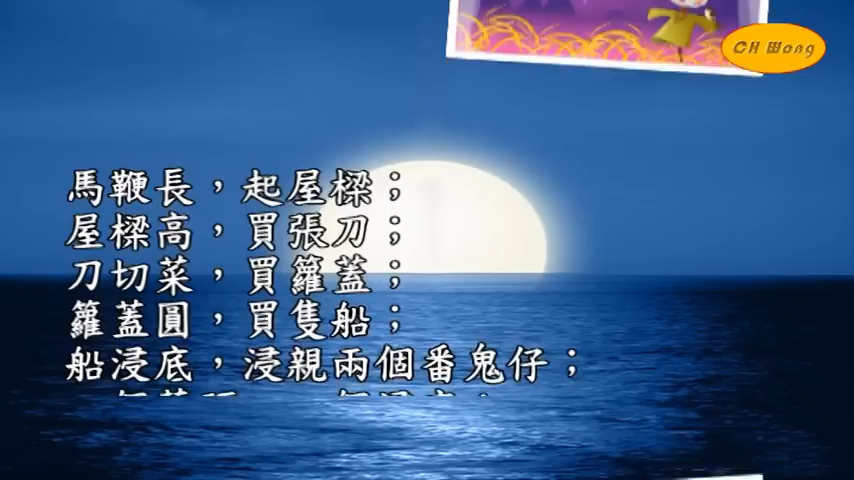 CH Wong
馬鞭長，起屋樑；
屋樑高，買張刀；
刀切菜，買籮蓋；
籮蓋圓，買隻船；
船浸底，浸親兩個番鬼仔；